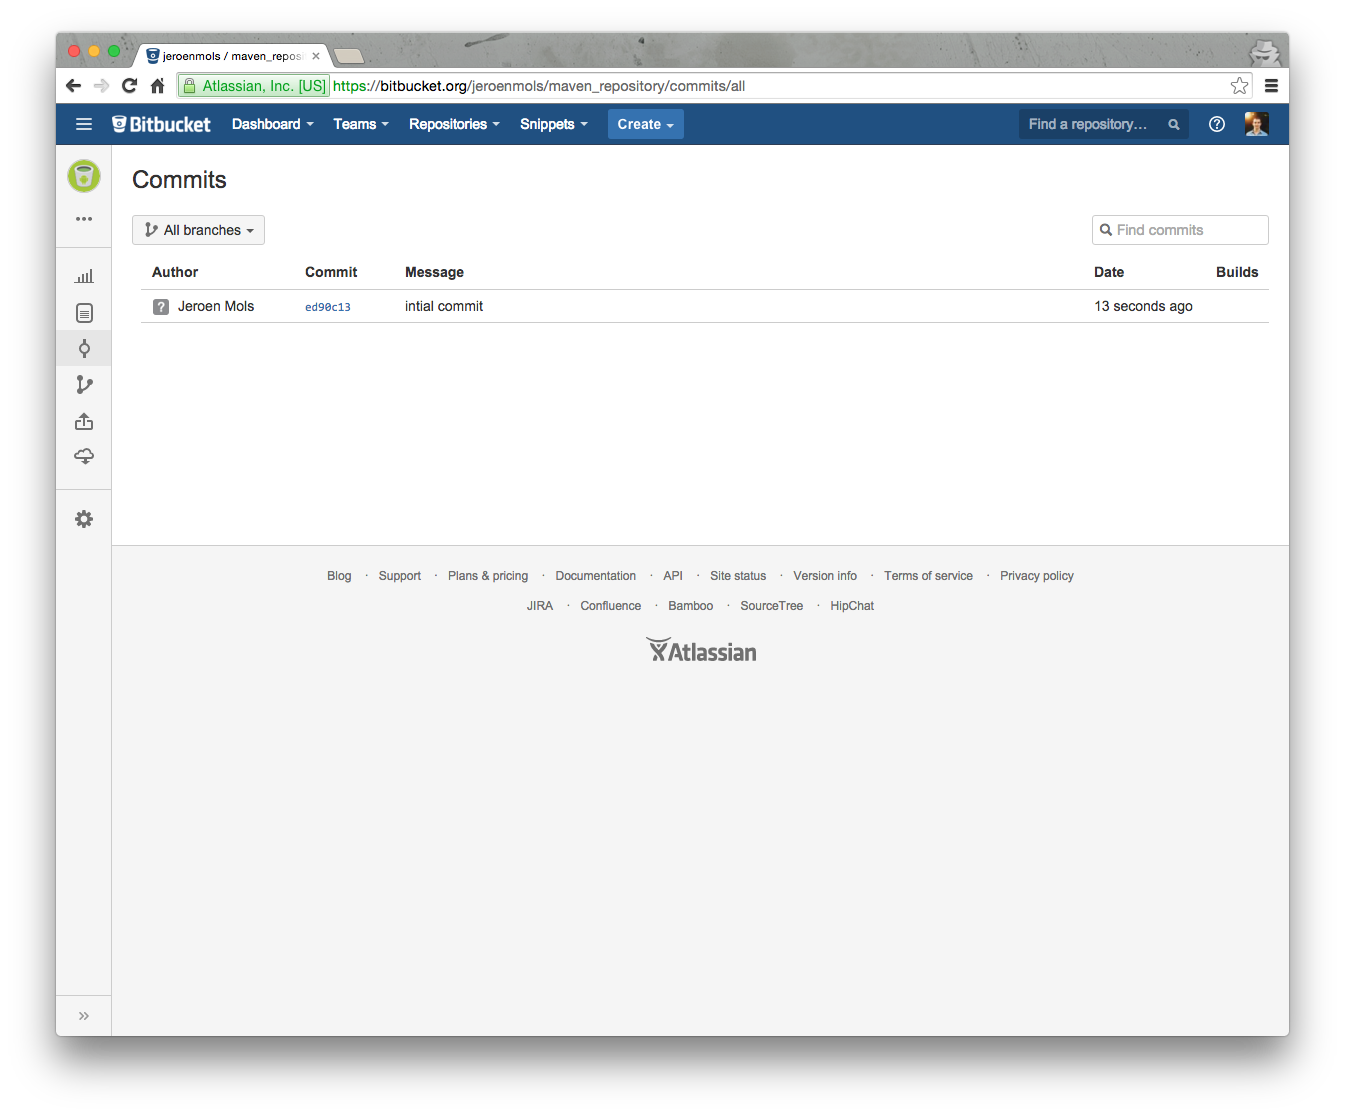 jeroenmols / maven_reposi
Atlassian, Inc. [US] https://bitbucket.org/jeroenmols/maven_repository/commits/all
Bitbucket Dashboard Teams Repositories Snippets Create Find a repository... ?
Commits
All branches Find commits
Author Commit Message Date Builds
? Jeroen Mols ed90c13 intial commit 13 seconds ago
Blog · Support · Plans & pricing · Documentation · API · Site status · Version info · Terms of service · Privacy policy
JIRA · Confluence · Bamboo · SourceTree · HipChat
Atlassian